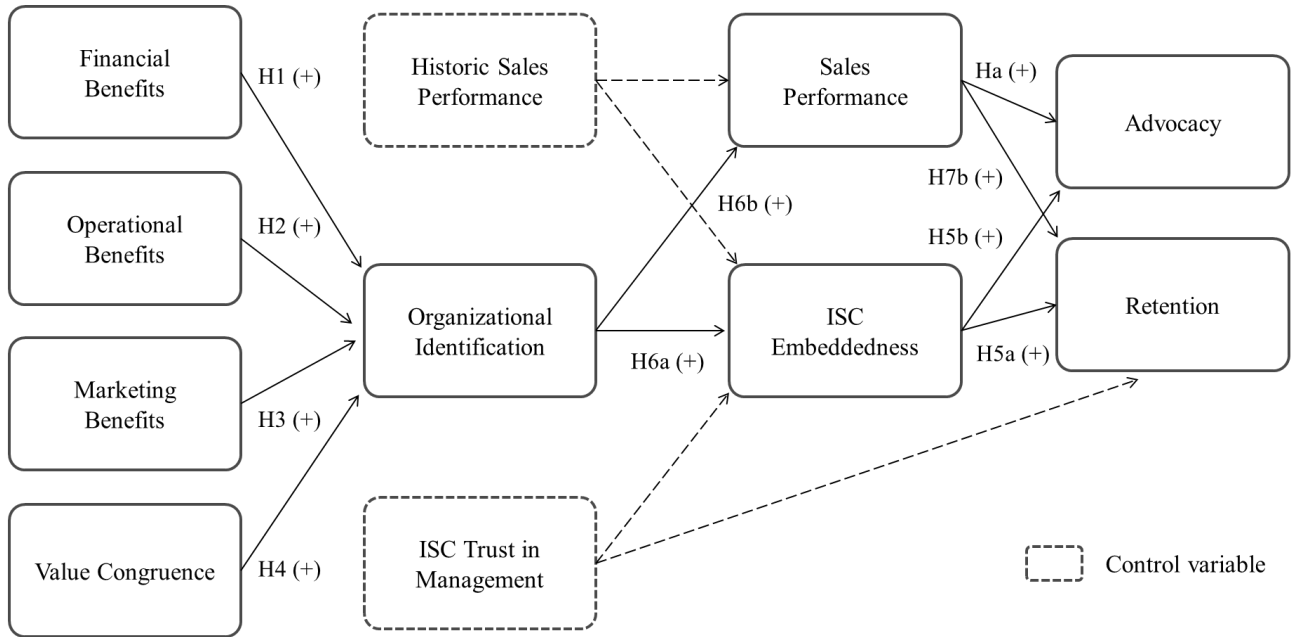 Financial
Benefits
H1 (+)
Operational
Benefits
H2 (+)
Marketing
Benefits
H3 (+)
Value Congruence
H4 (+)
Historic Sales
Performance
Organizational
Identification
ISC Trust in
Management
H6b (+)
H6a (+)
Sales
Performance
ISC
Embeddedness
Ha (+)
H7b (+)
H5b (+)
H5a (+)
Advocacy
Retention
Control variable